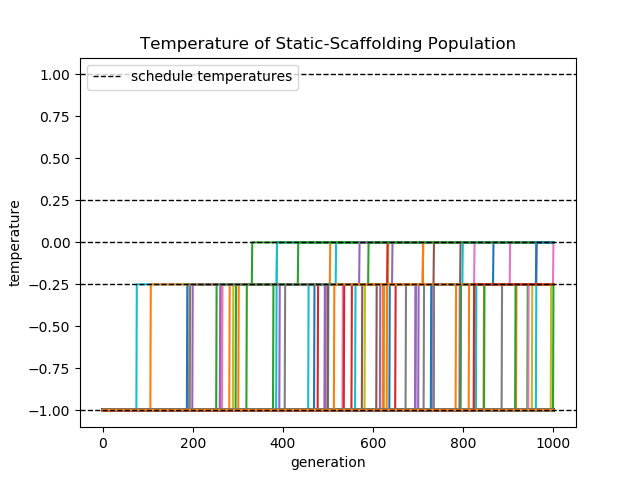 Temperature of Static-Scaffolding Population
schedule temperatures
temperature
1.00
0.75
0.50
0.25
0.00
−0.25
−0.50
−0.75
−1.00
0 200 400 600 800 1000
generation